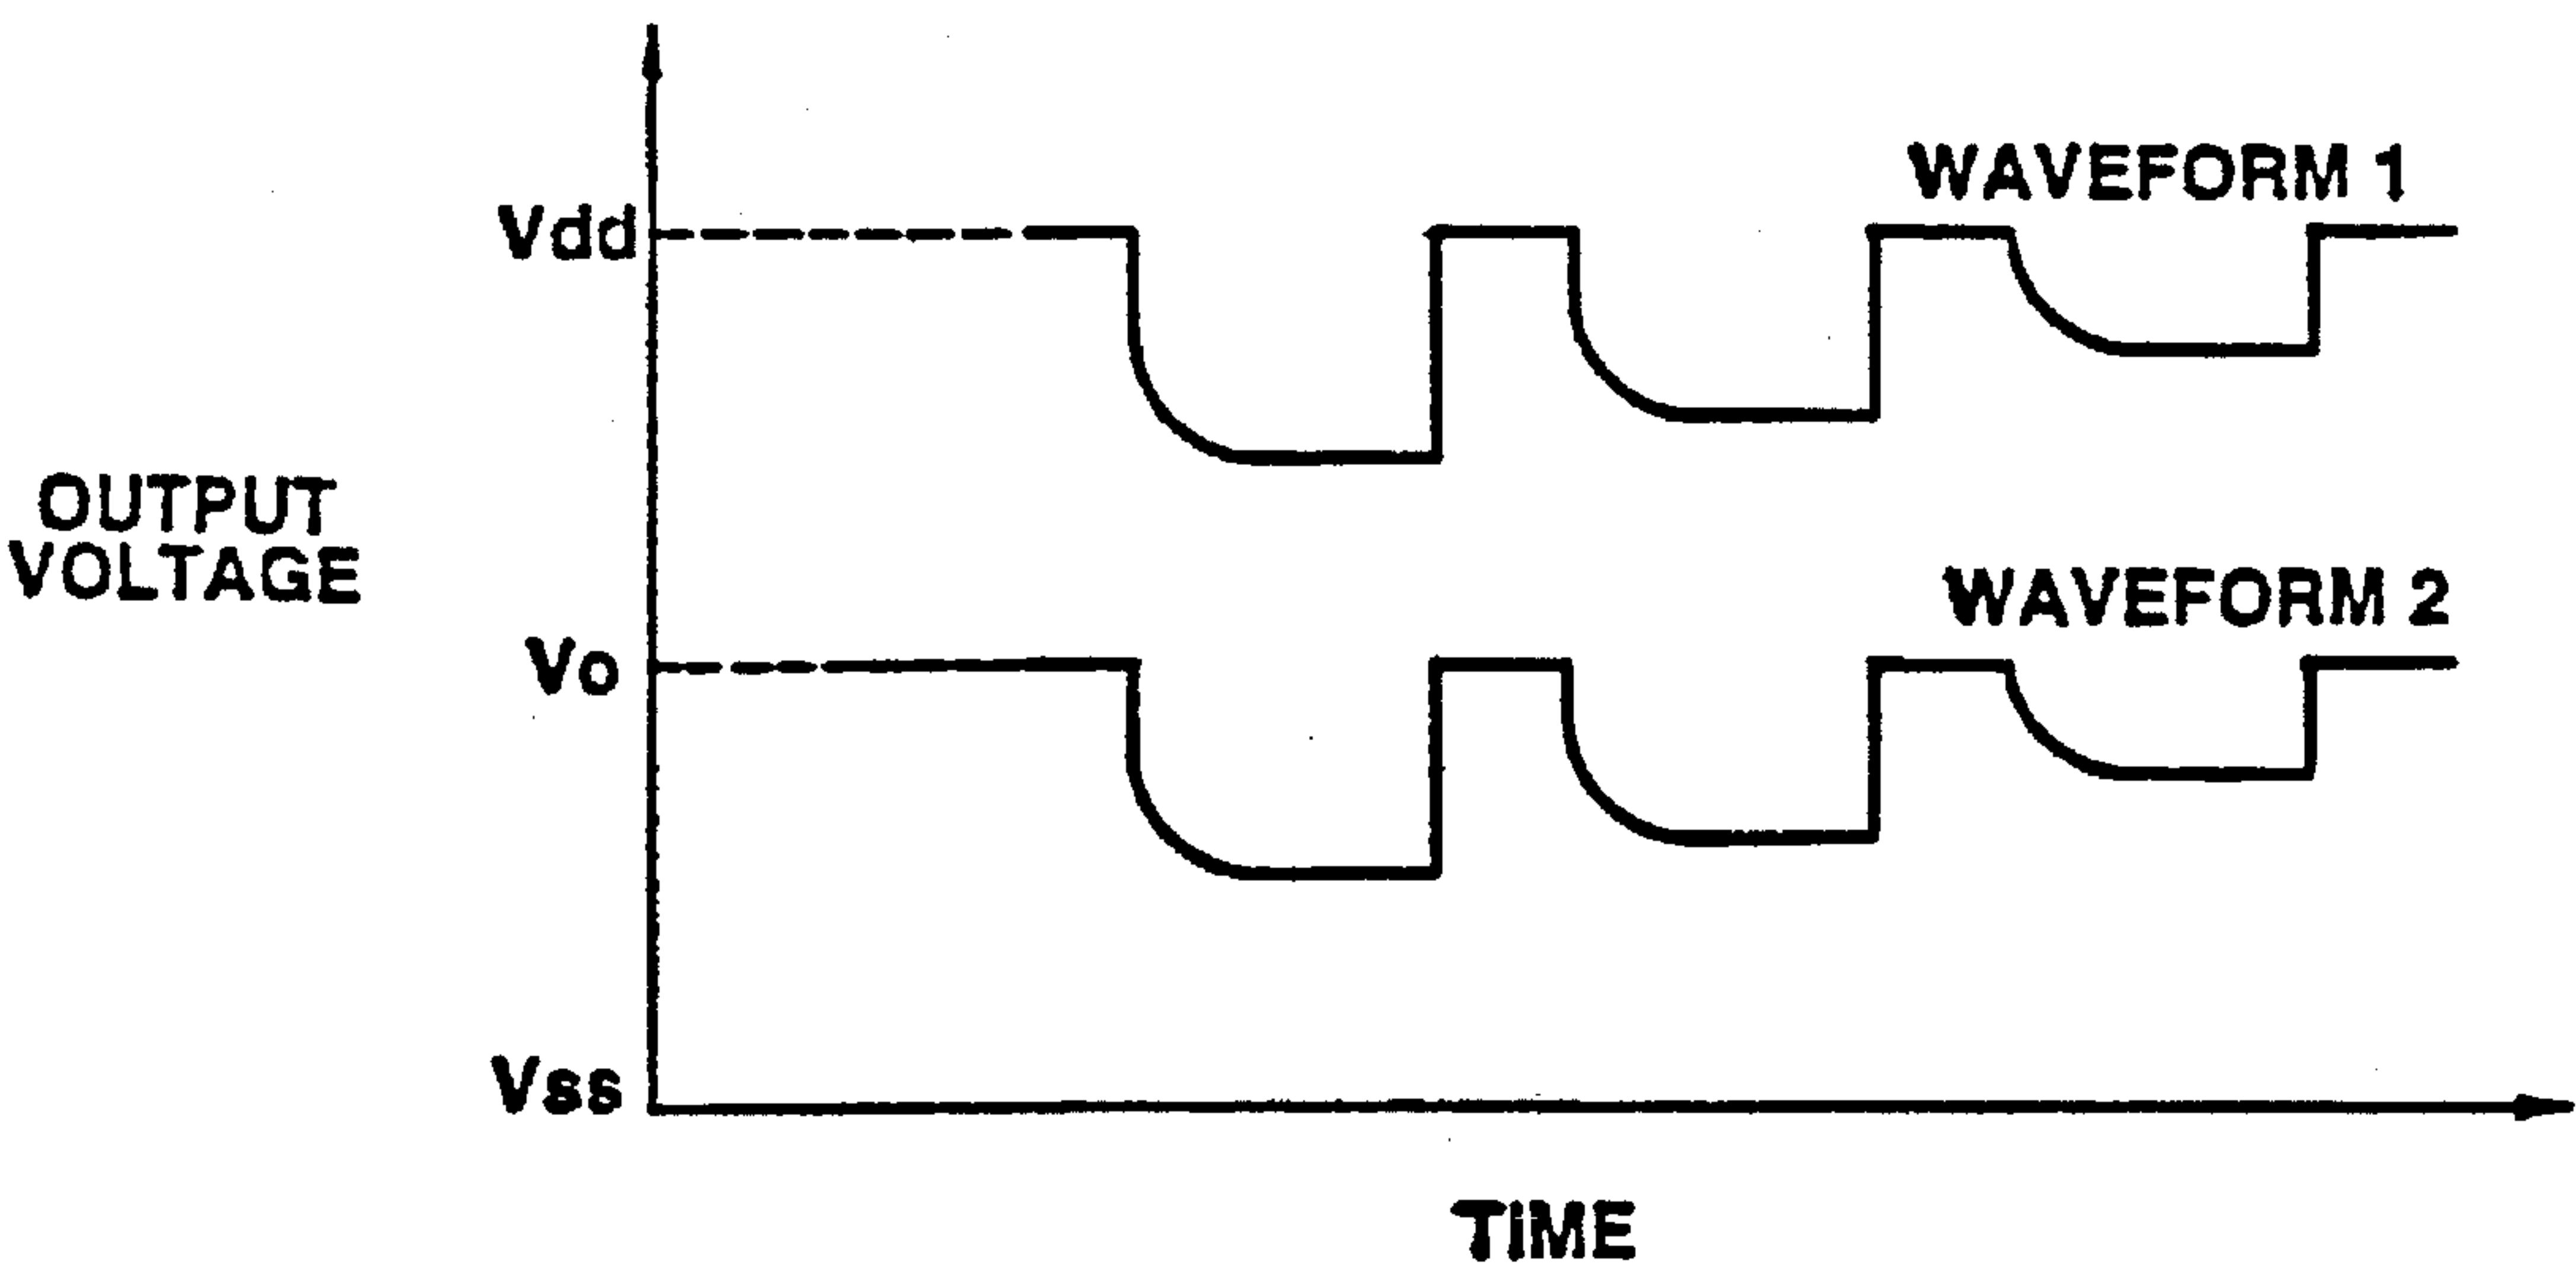 WAVEFORM 1
Vdd
OUTPUT
VOLTAGE
WAVEFORM 2
Vo
Vss
TIME